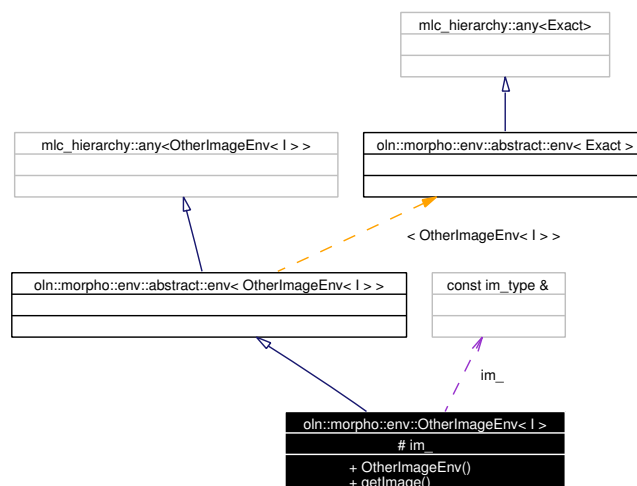 mlc_hierarchy::any<Exact>
mlc_hierarchy::any<OtherImageEnv< I > >
oln::morpho::env::abstract::env< Exact >
< OtherImageEnv< I > >
oln::morpho::env::abstract::env< OtherImageEnv< I > >
const im_type &
im_
oln::morpho::env::OtherImageEnv< I >
# im_
+ OtherImageEnv()
+ getImage()